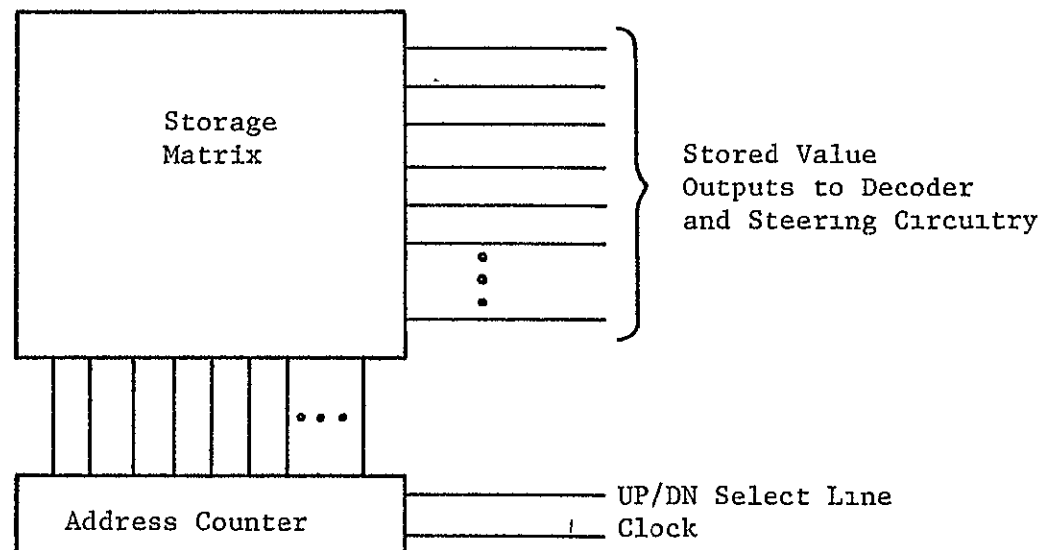 Storage
Matrix
Stored Value
Outputs to Decoder
and Steering Circuitry
Address Counter
UP/DN Select Line
Clock